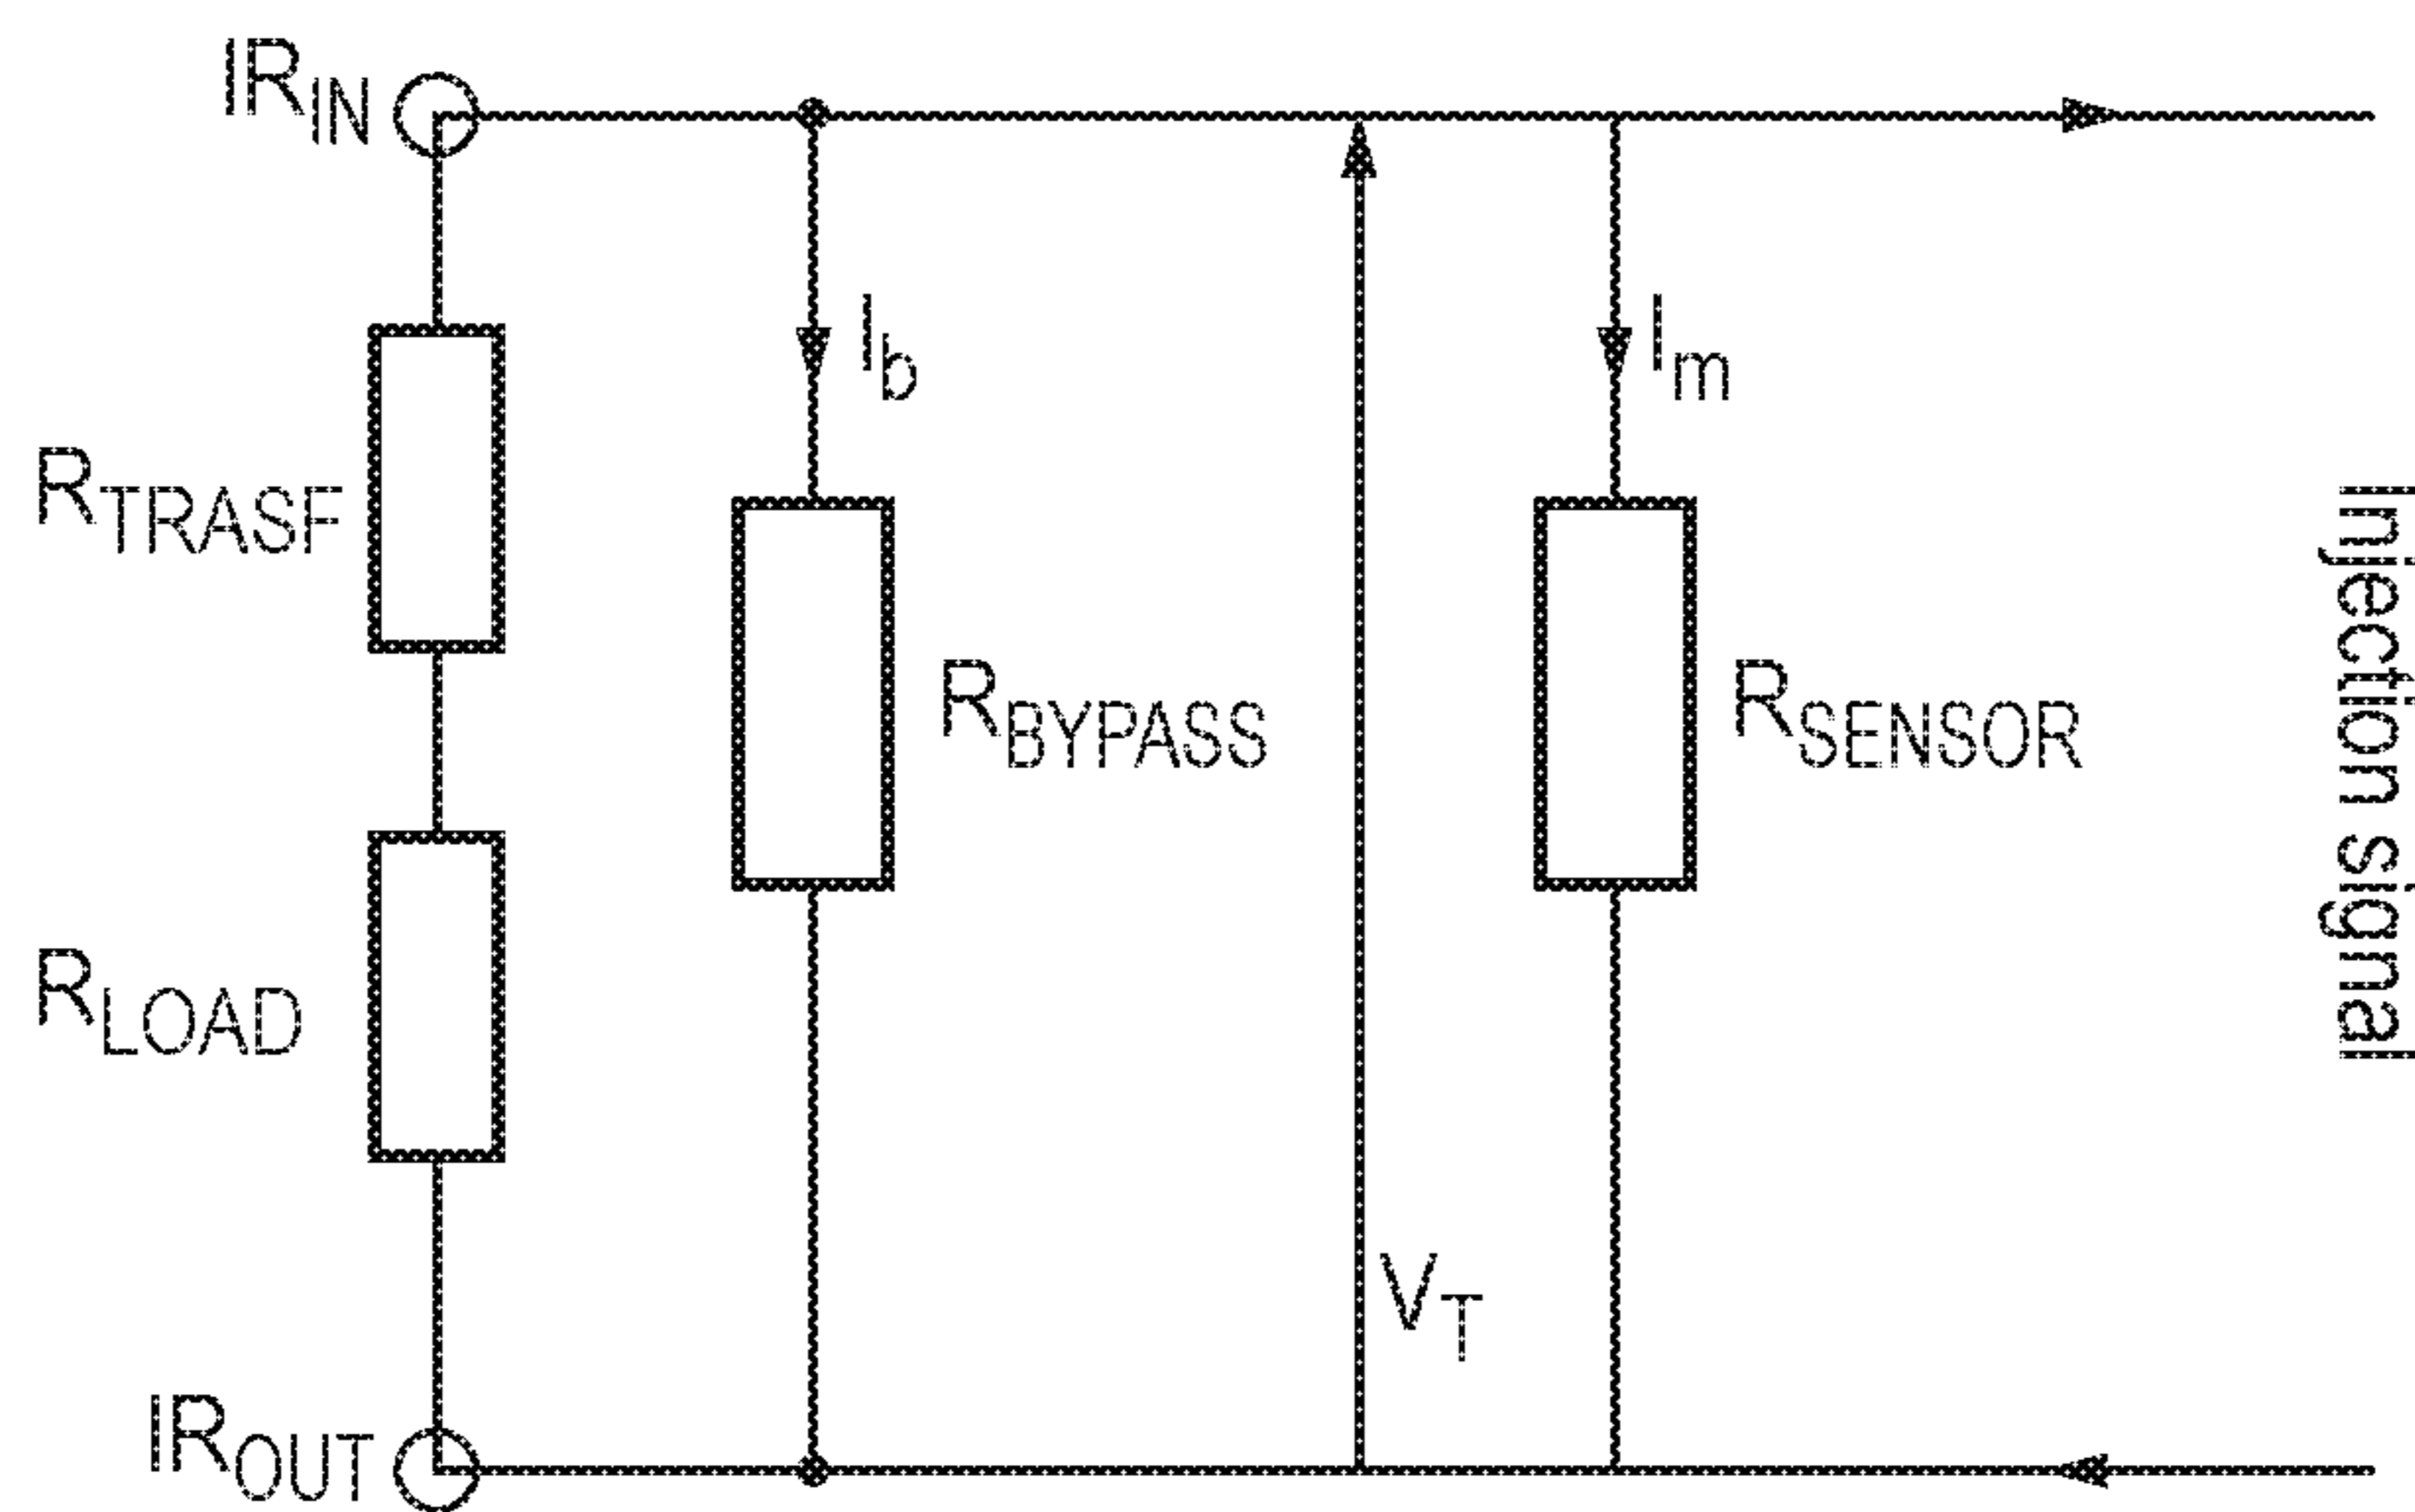 IR_IN
I_b
I_m
R_TRASF
R_BYPASS
R_SENSOR
Injection signal
R_LOAD
V_T
IR_OUT